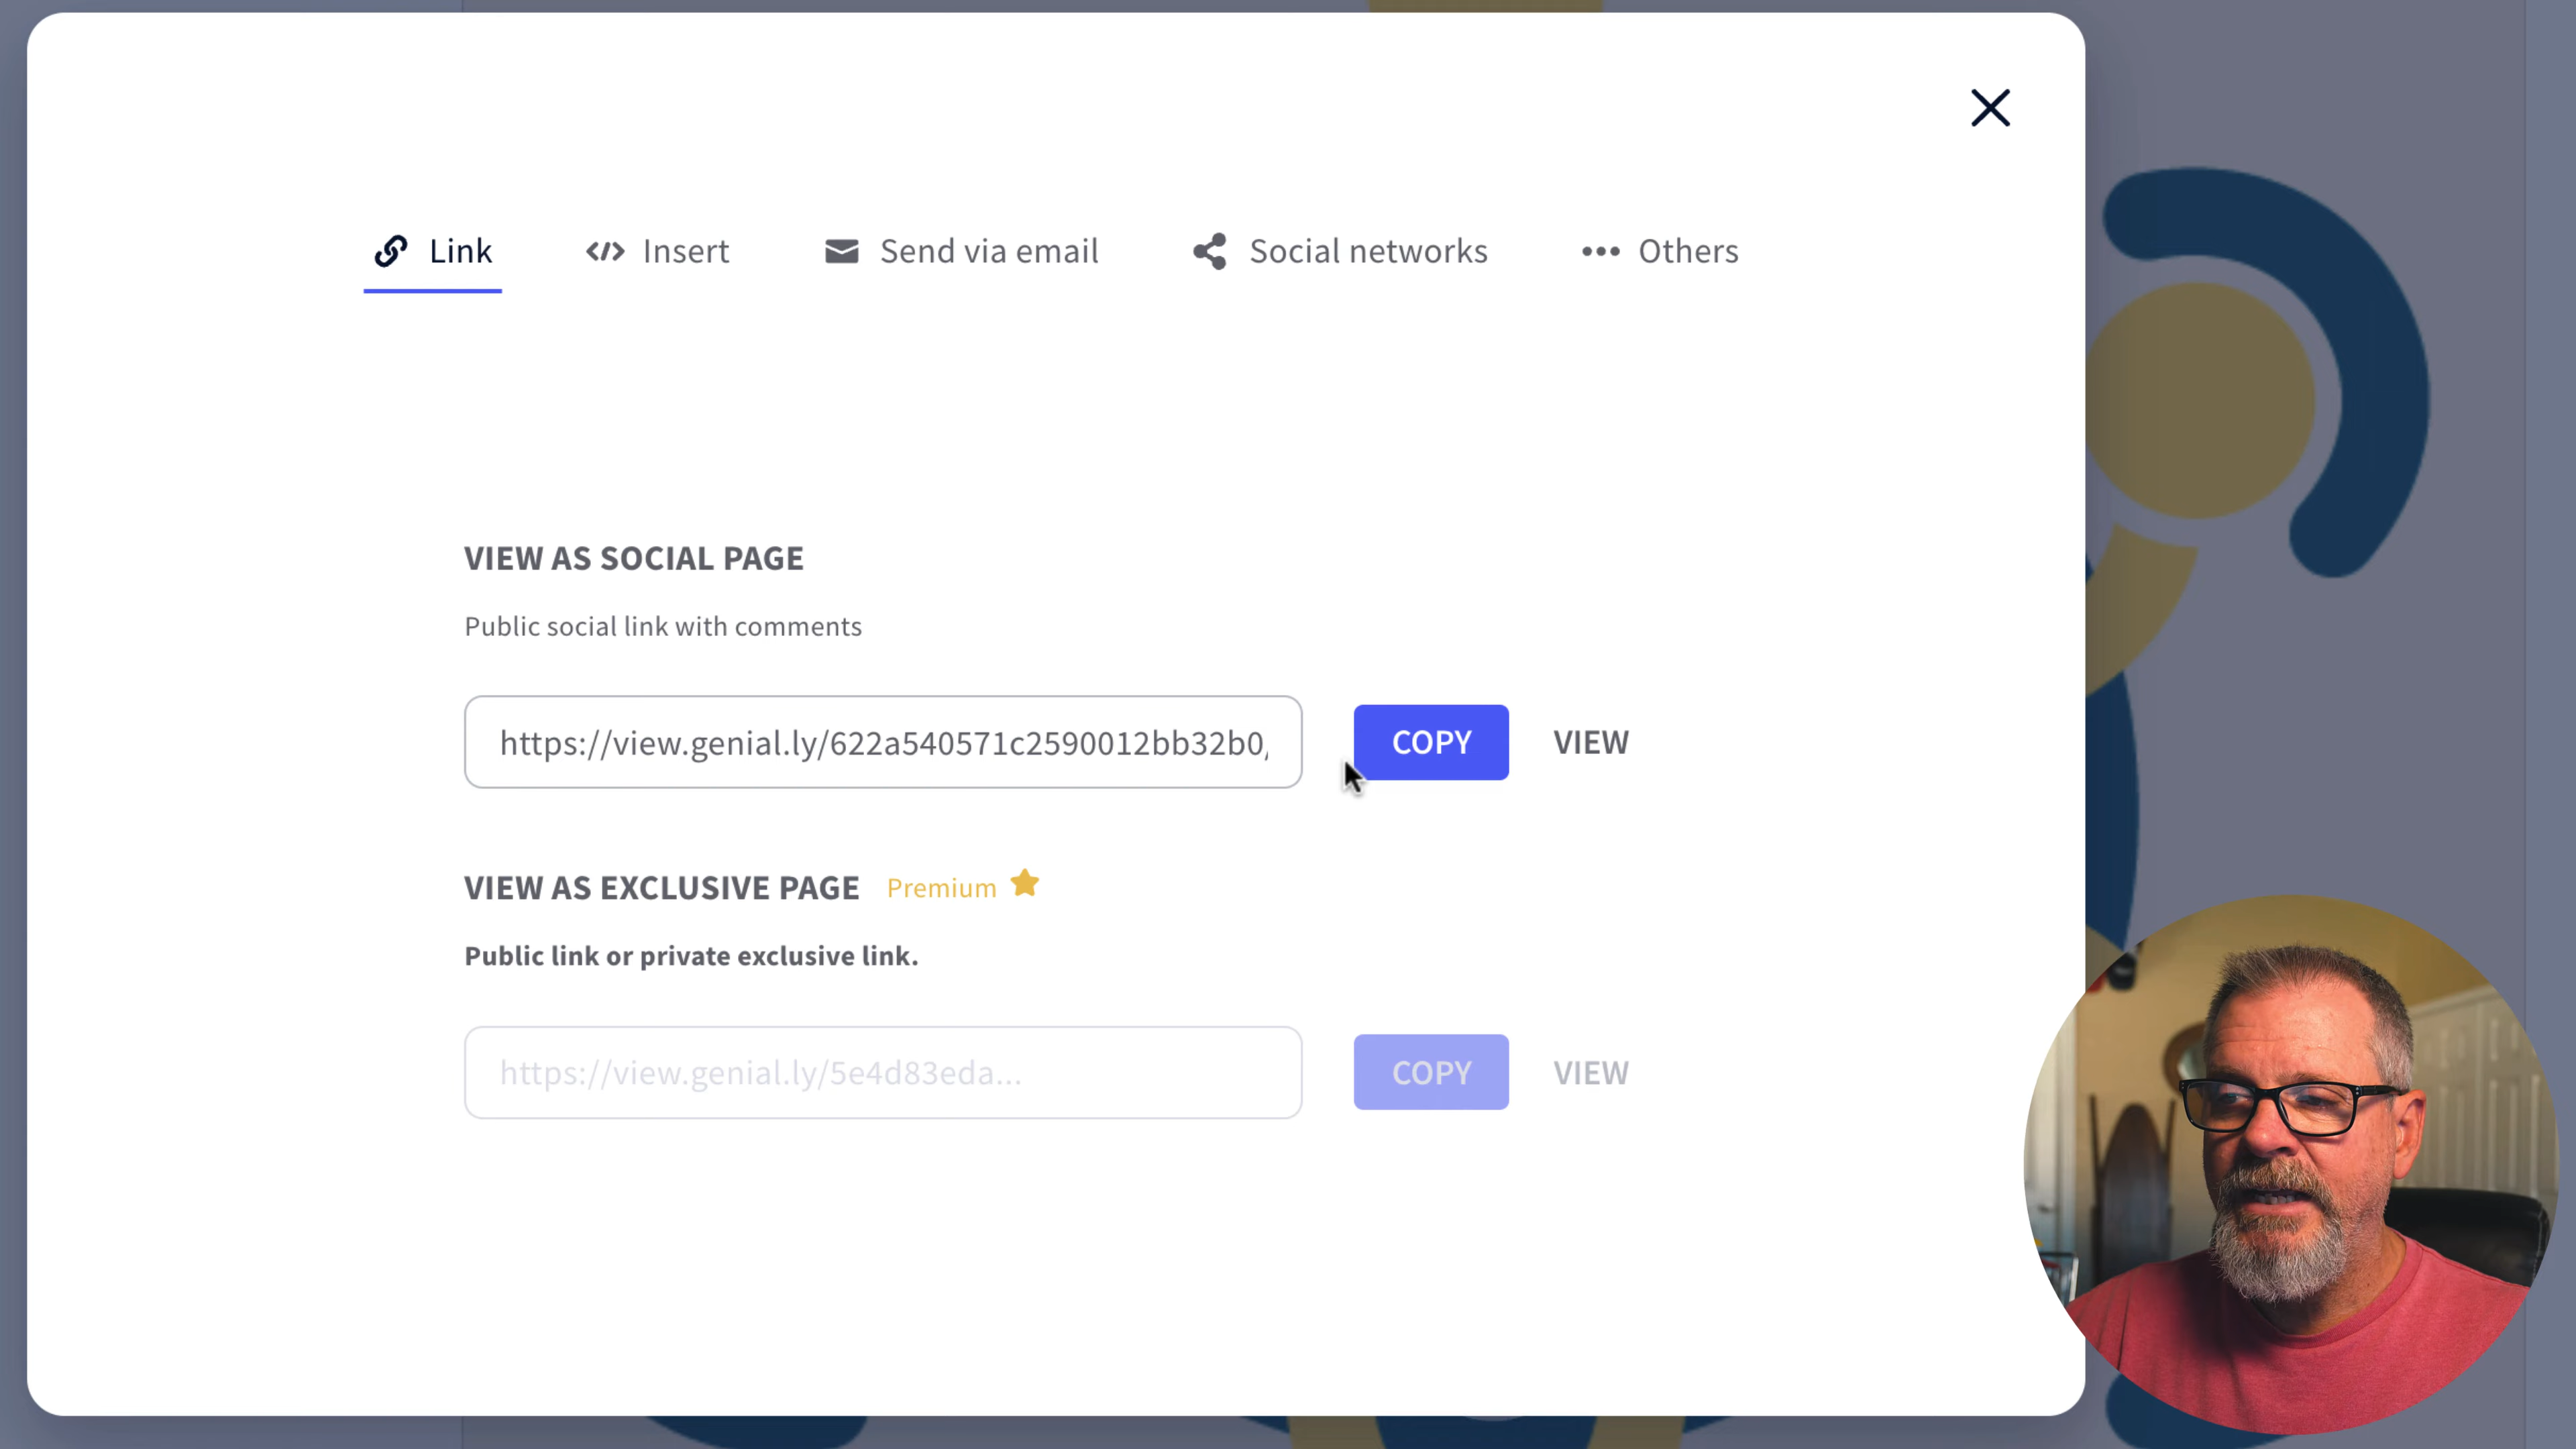 Link
Insert
Send via email
Social networks
Others
VIEW AS SOCIAL PAGE
Public social link with comments
https://view.genial.ly/622a540571c2590012bb32b0/
COPY
VIEW
VIEW AS EXCLUSIVE PAGE Premium
Public link or private exclusive link.
https://view.genial.ly/5e4d83eda...
COPY
VIEW